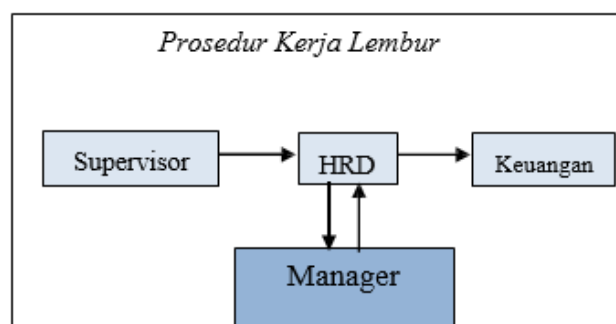 Prosedur Kerja Lembur
Supervisor
HRD
Keuangan
Manager